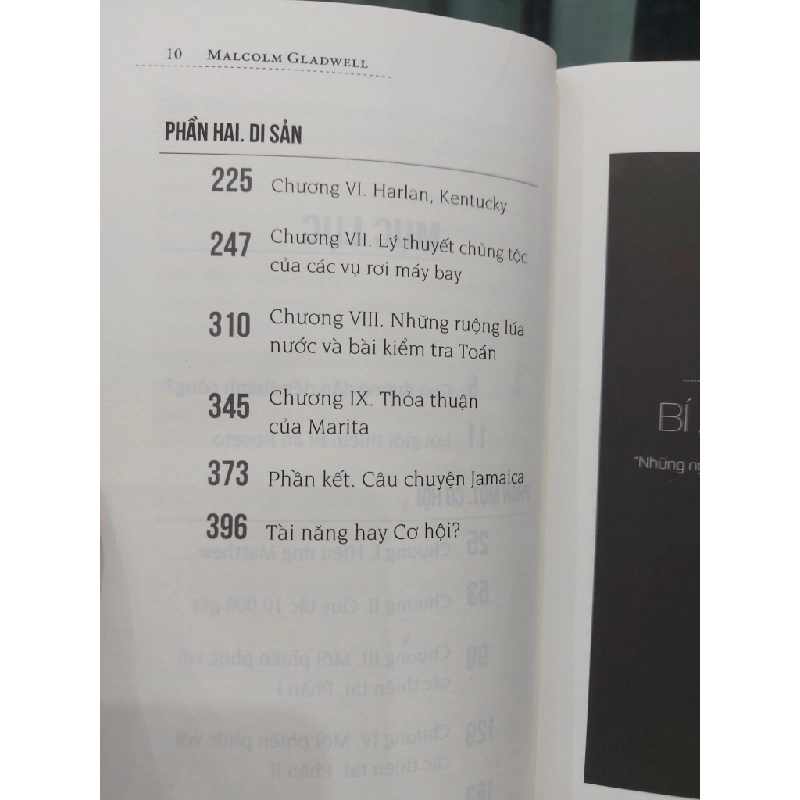 10 MALCOLM GLADWELL
PHẦN HAI. DI SẢN
225 Chương VI. Harlan, Kentucky
247 Chương VII. Lý thuyết chủng tộc
của các vụ rơi máy bay
310 Chương VIII. Những ruộng lúa
nước và bài kiểm tra Toán
345 Chương IX. Thỏa thuận
của Marita
373 Phần kết. Câu chuyện Jamaica
396 Tài năng hay Cơ hội?
BÍ
"Những